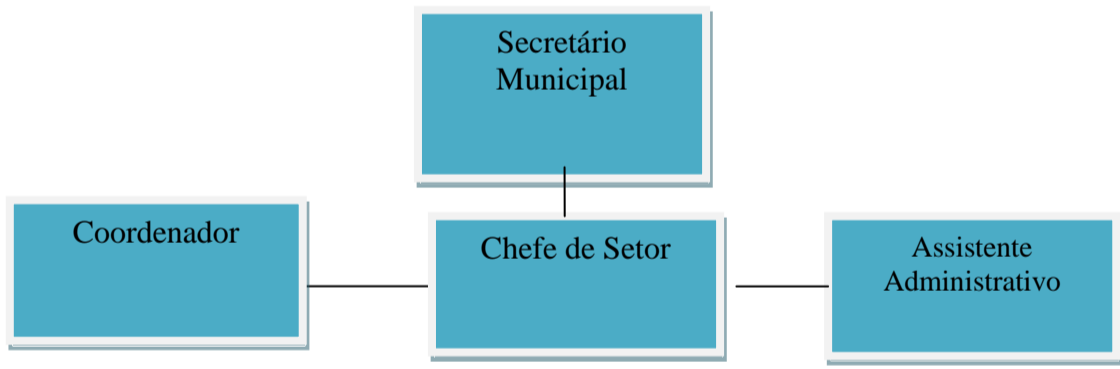 Secretário
Municipal
Coordenador
Chefe de Setor
Assistente
Administrativo